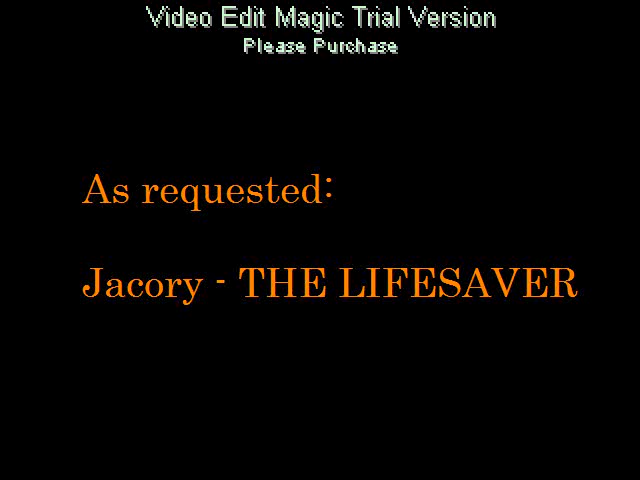 Video Edit Magic Trial Version
Please Purchase
As requested:
Jacory - THE LIFESAVER